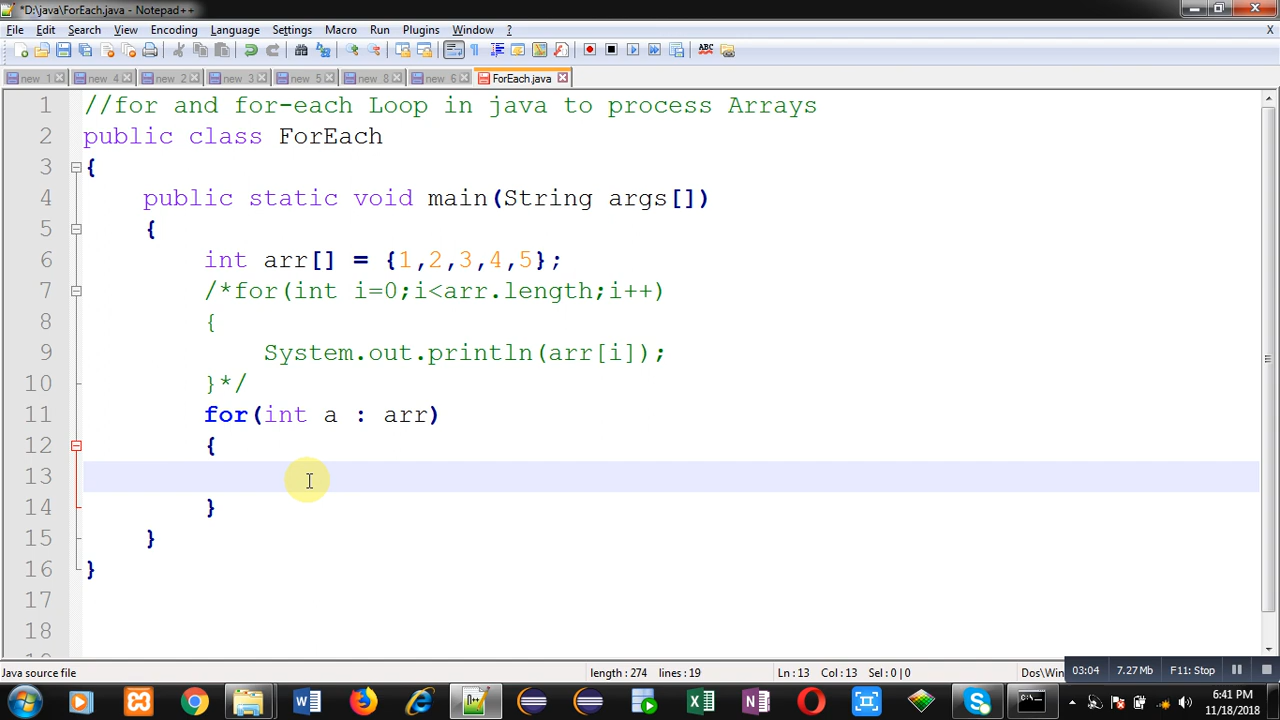 *D:\java\ForEach.java - Notepad++
File Edit Search View Encoding Language Settings Macro Run Plugins Window ? X
new 1 new 4 new 2 new 3 new 5 new 8 new 6 ForEach.java
1 //for and for-each Loop in java to process Arrays
2 public class ForEach
3 {
4 public static void main(String args[])
5 {
6 int arr[] = {1,2,3,4,5};
7 /*for(int i=0;i<arr.length;i++)
8 {
9 System.out.println(arr[i]);
10 }*/
11 for(int a : arr)
12 {
13
14 }
15 }
16 }
17
18
Java source file length : 274 lines : 19 Ln : 13 Col : 13 Sel : 0 | 0 Dos\Win 03:04 7.27 Mb F11: Stop
6:41 PM
11/18/2018